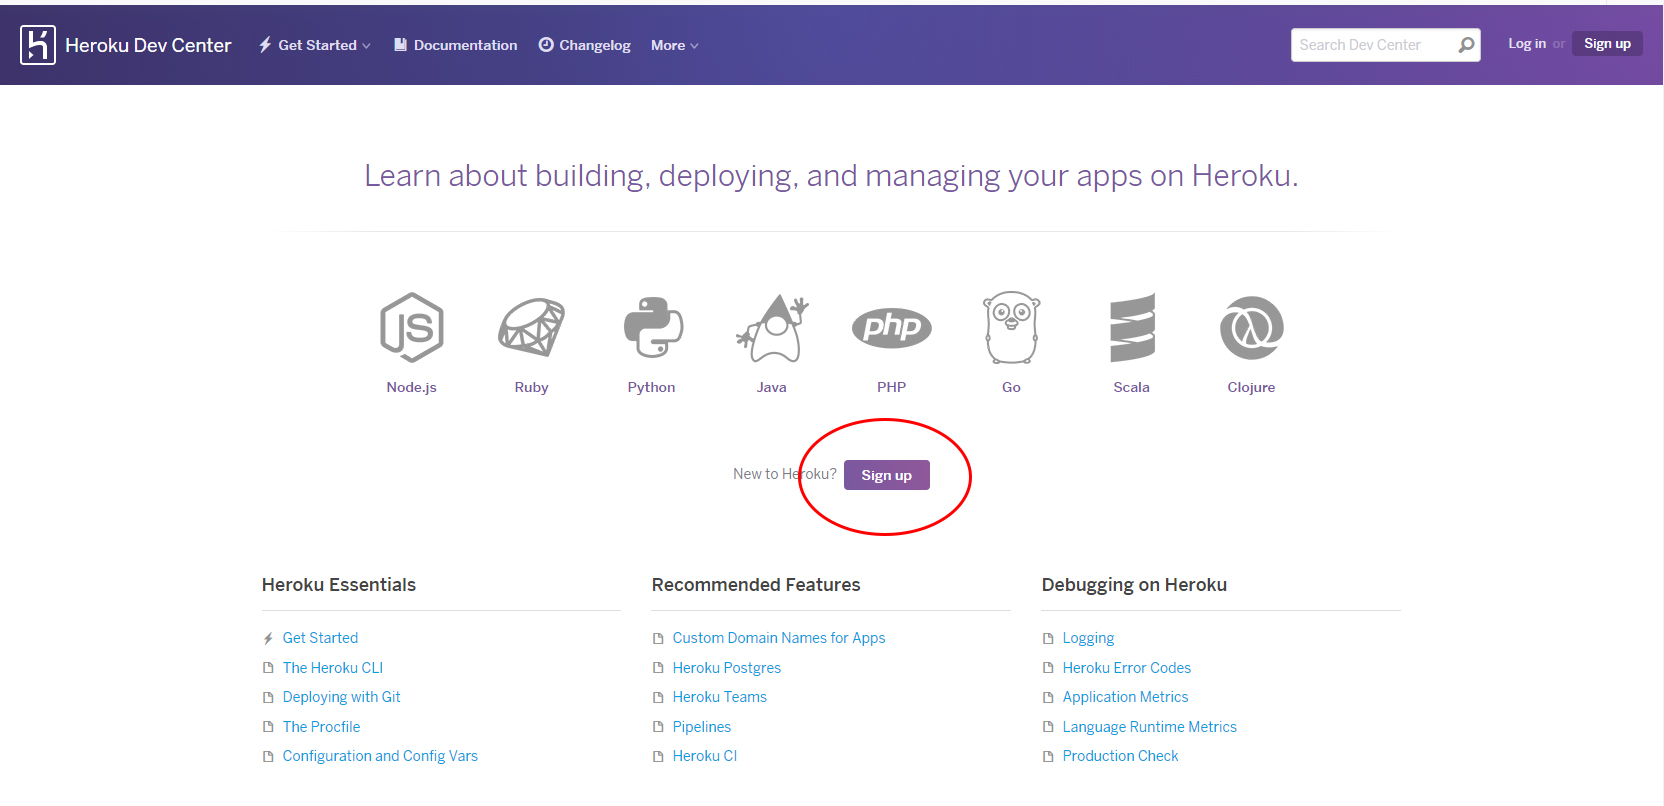 Heroku Dev Center Get Started Documentation Changelog More Search Dev Center Log in or Sign up
Learn about building, deploying, and managing your apps on Heroku.
JS php
Node.js Ruby Python Java PHP Go Scala Clojure
New to Heroku? Sign up
Heroku Essentials
Get Started
The Heroku CLI
Deploying with Git
The Procfile
Configuration and Config Vars
Recommended Features
Custom Domain Names for Apps
Heroku Postgres
Heroku Teams
Pipelines
Heroku CI
Debugging on Heroku
Logging
Heroku Error Codes
Application Metrics
Language Runtime Metrics
Production Check